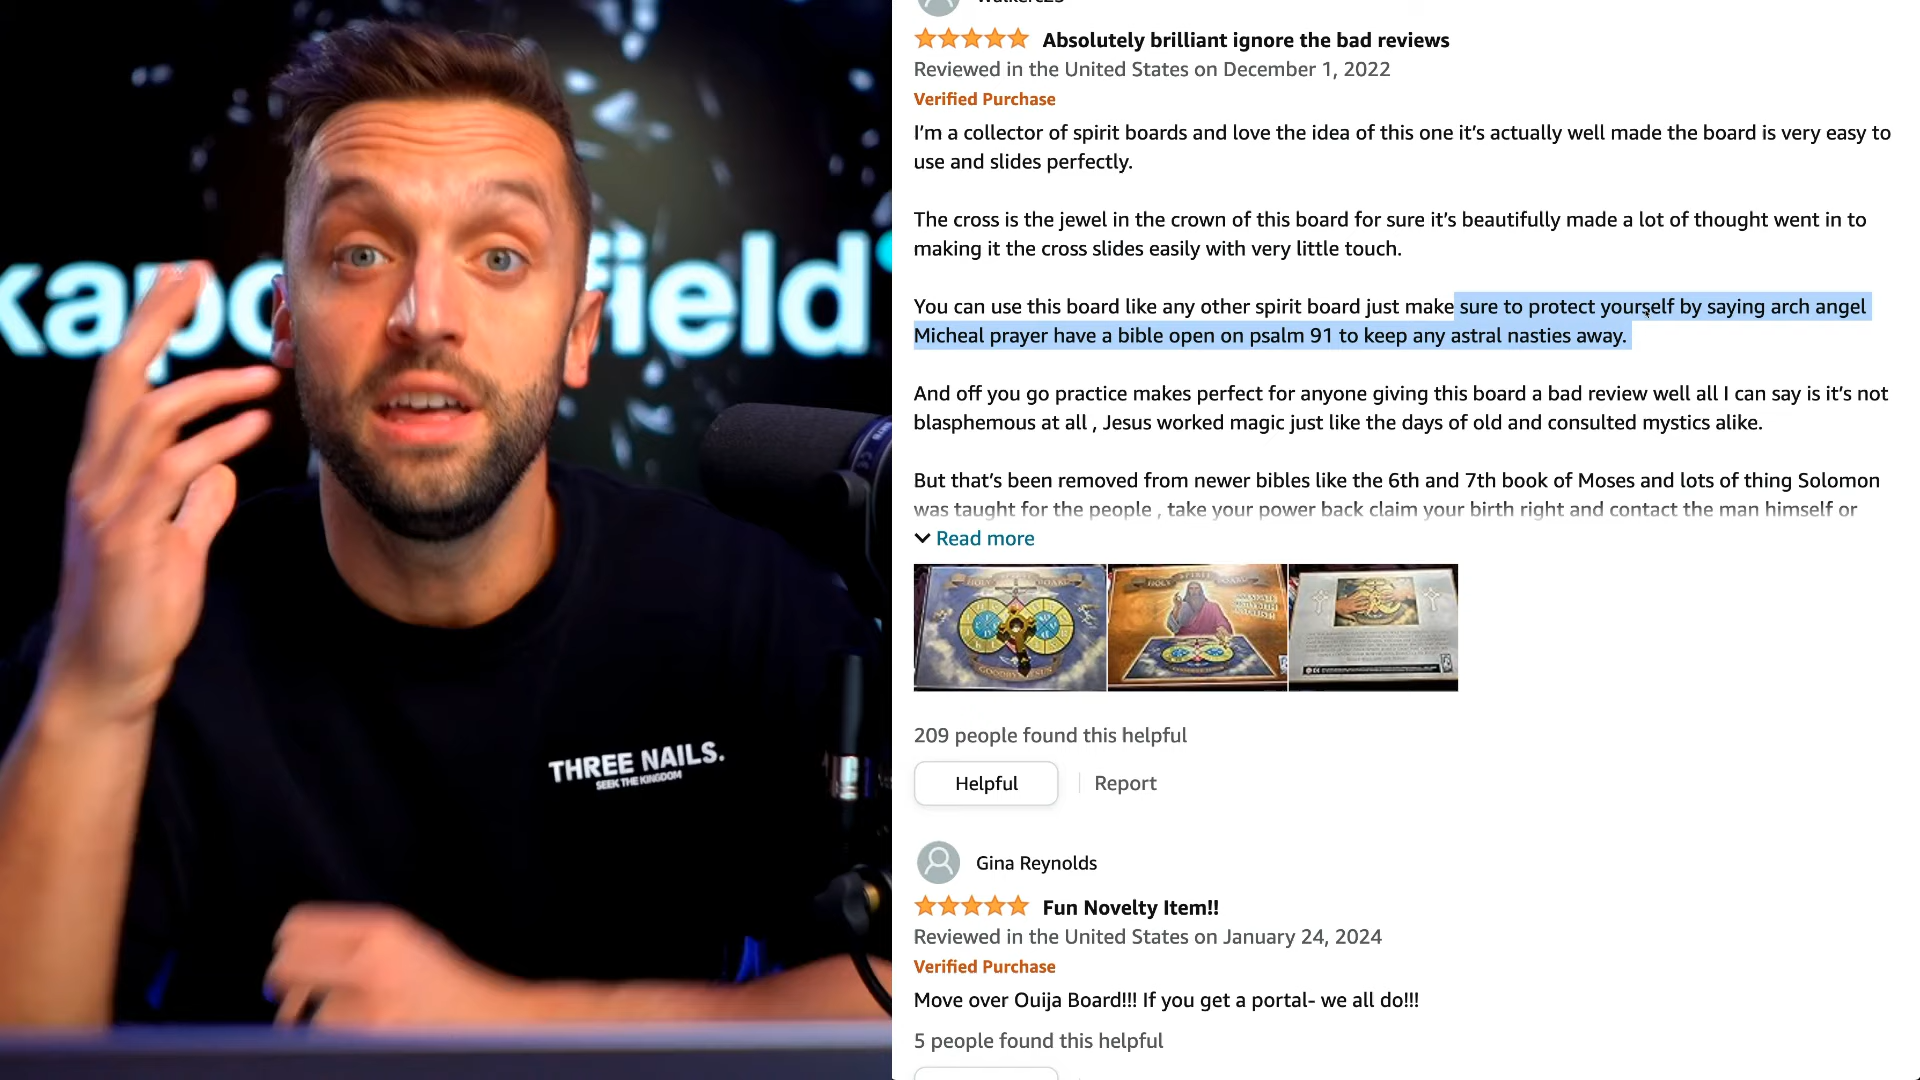 kapo field
THREE NAILS.
SEEK THE KINGDOM
Absolutely brilliant ignore the bad reviews
Reviewed in the United States on December 1, 2022
Verified Purchase
I'm a collector of spirit boards and love the idea of this one it's actually well made the board is very easy to
use and slides perfectly.
The cross is the jewel in the crown of this board for sure it's beautifully made a lot of thought went in to
making it the cross slides easily with very little touch.
You can use this board like any other spirit board just make sure to protect yourself by saying arch angel
Micheal prayer have a bible open on psalm 91 to keep any astral nasties away.
And off you go practice makes perfect for anyone giving this board a bad review well all I can say is it's not
blasphemous at all , Jesus worked magic just like the days of old and consulted mystics alike.
But that's been removed from newer bibles like the 6th and 7th book of Moses and lots of thing Solomon
was taught for the people , take your power back claim your birth right and contact the man himself or
Read more
HOLY SPIRIT BOARD
GOODBYE JESUS
HOLY SPIRIT BOARD
209 people found this helpful
Helpful
Report
Gina Reynolds
Fun Novelty Item!!
Reviewed in the United States on January 24, 2024
Verified Purchase
Move over Ouija Board!!! If you get a portal- we all do!!!
5 people found this helpful